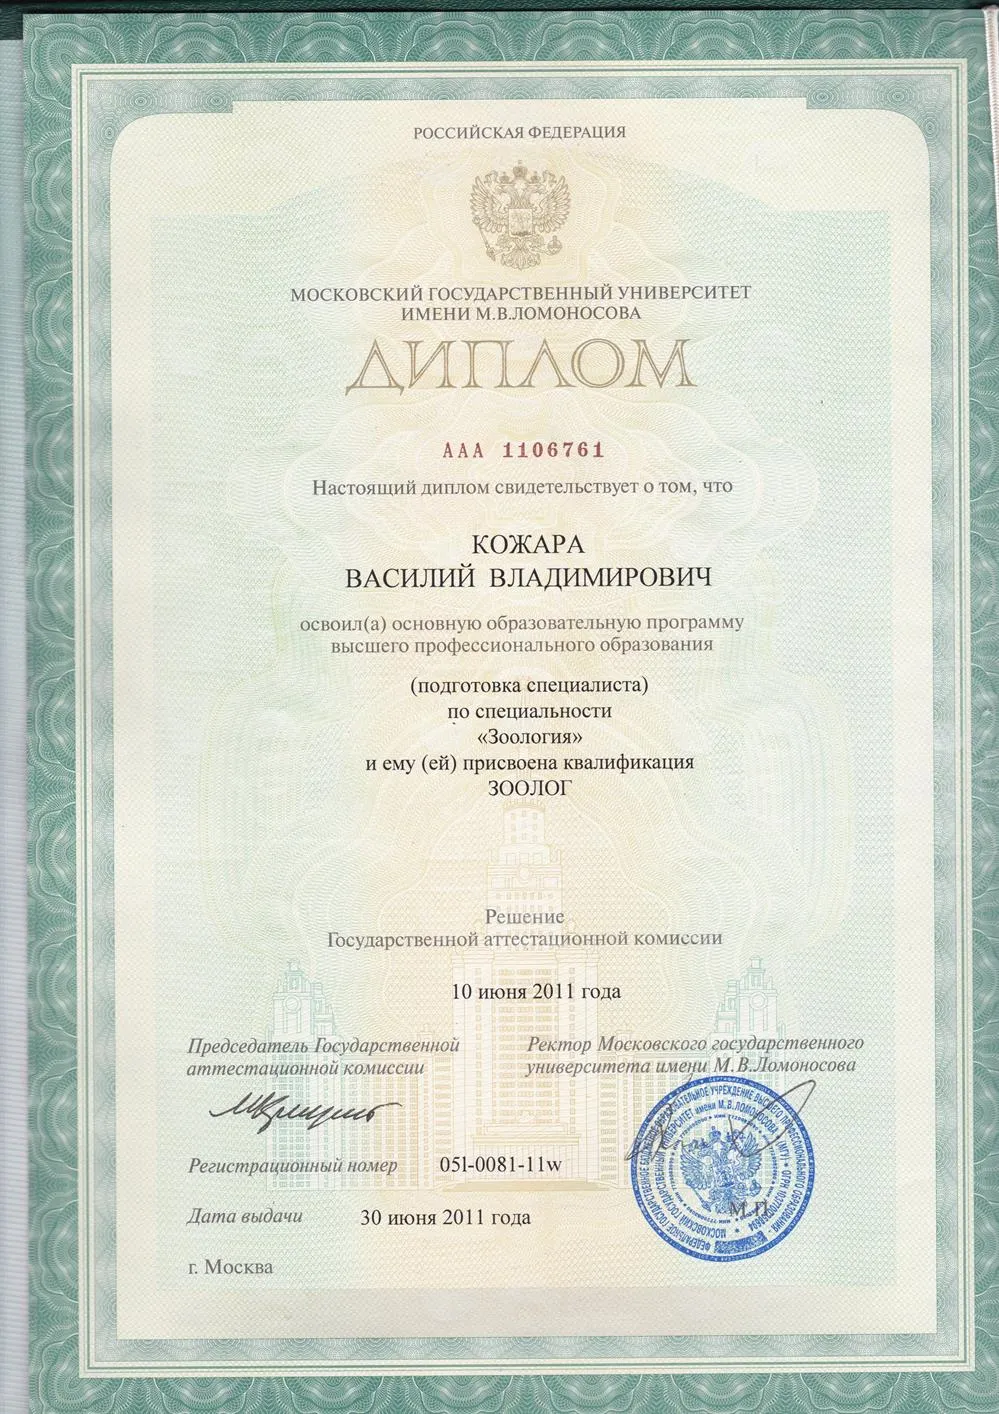 РОССИЙСКАЯ ФЕДЕРАЦИЯ
МОСКОВСКИЙ ГОСУДАРСТВЕННЫЙ УНИВЕРСИТЕТ
ИМЕНИ М.В.ЛОМОНОСОВА
ДИПЛОМ
ААА 1106761
Настоящий диплом свидетельствует о том, что
КОЖАРА
ВАСИЛИЙ ВЛАДИМИРОВИЧ
освоил(а) основную образовательную программу
высшего профессионального образования
(подготовка специалиста)
по специальности
«Зоология»
и ему (ей) присвоена квалификация
ЗООЛОГ
Решение
Государственной аттестационной комиссии
10 июня 2011 года
Председатель Государственной
аттестационной комиссии
Ректор Московского государственного
университета имени М.В.Ломоносова
М.П.
Регистрационный номер 05l-0081-11w
Дата выдачи 30 июня 2011 года
г. Москва